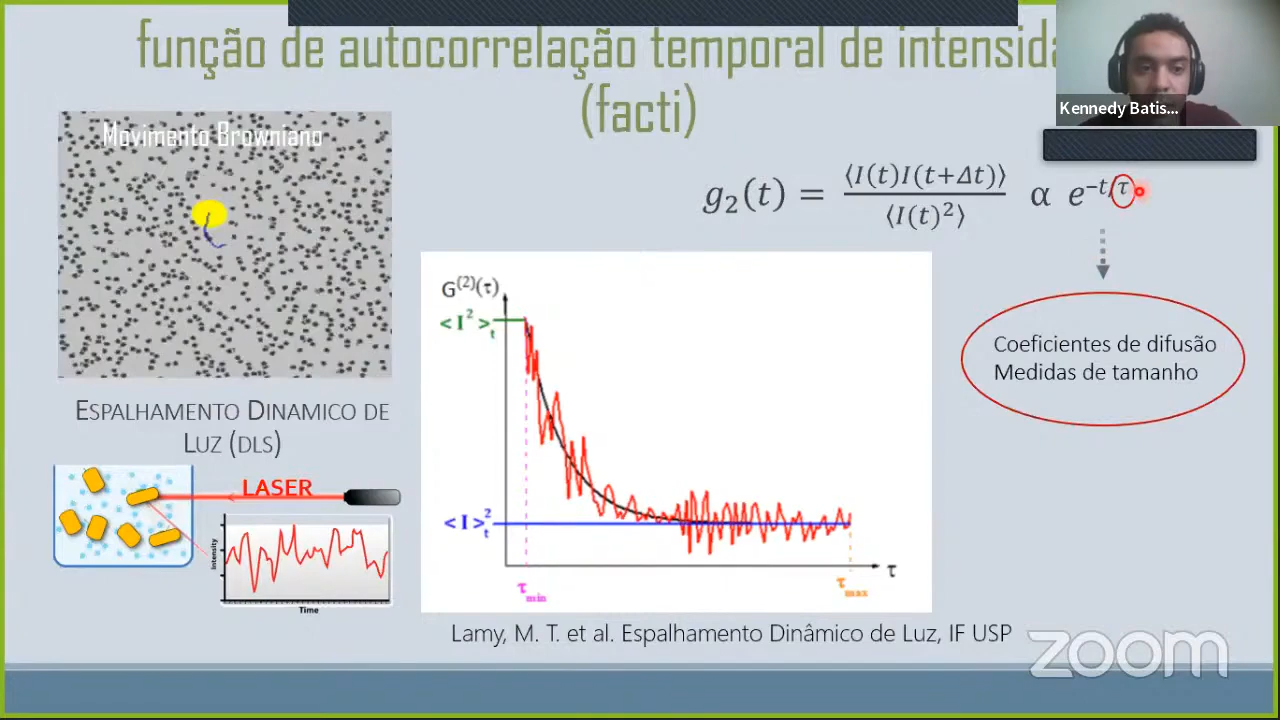 função de autocorrelação temporal de intensida
(facti)
Kennedy Batis...
Movimento Browniano
g₂(t) = ⟨I(t)I(t+Δt)⟩ / ⟨I(t)²⟩ α e^(−t/τ)
Coeficientes de difusão
Medidas de tamanho
G⁽²⁾(τ)
< I² >t
< I >t²
τ
τmin
τmax
ESPALHAMENTO DINAMICO DE
LUZ (DLS)
LASER
Intensity
Time
Lamy, M. T. et al. Espalhamento Dinâmico de Luz, IF USP
zoom